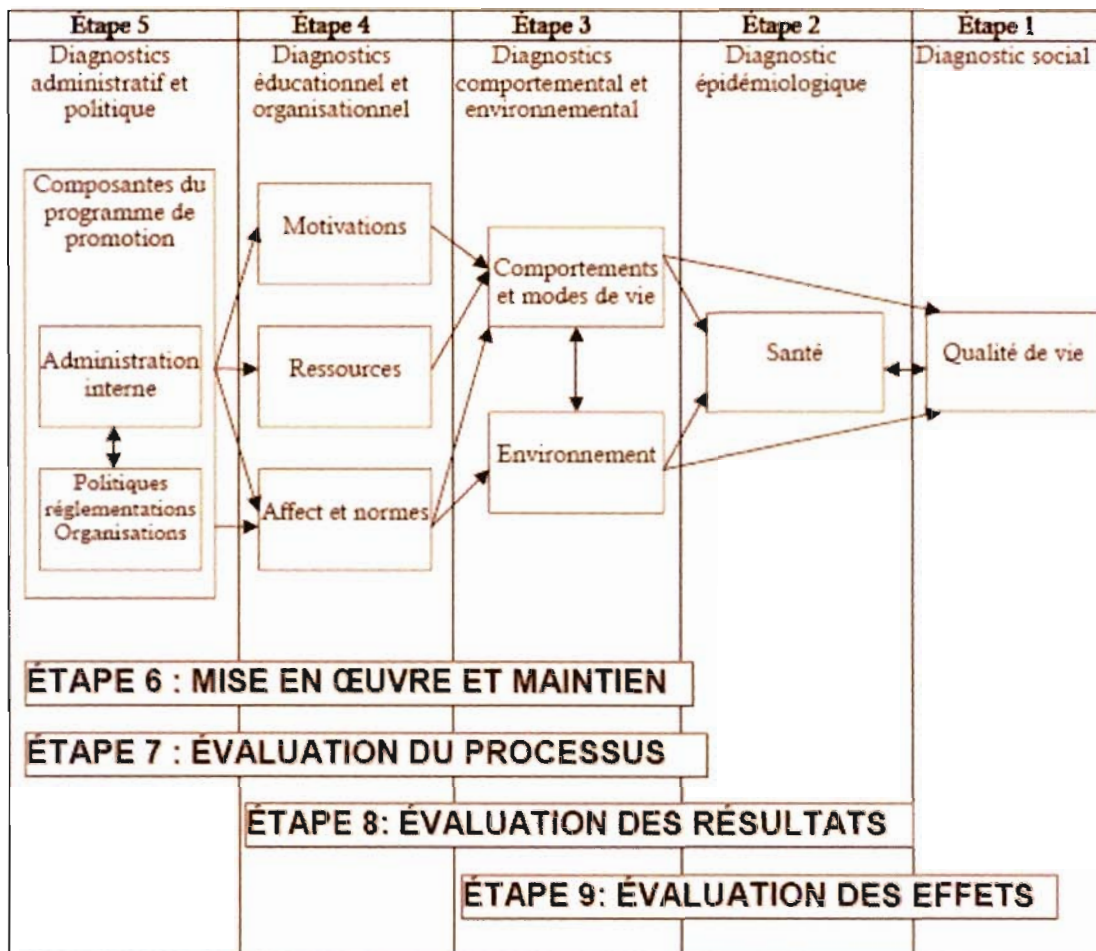 Étape 5
Étape 4
Étape 3
Étape 2
Étape 1
Diagnostics
administratif et
politique
Diagnostics
éducationnel et
organisationnel
Diagnostics
comportemental et
environnemental
Diagnostic
épidémiologique
Diagnostic social
Composantes du
programme de
promotion
Administration
interne
Politiques
réglementations
Organisations
Motivations
Ressources
Affect et normes
Comportements
et modes de vie
Environnement
Santé
Qualité de vie
ÉTAPE 6 : MISE EN ŒUVRE ET MAINTIEN
ÉTAPE 7 : ÉVALUATION DU PROCESSUS
ÉTAPE 8: ÉVALUATION DES RÉSULTATS
ÉTAPE 9: ÉVALUATION DES EFFETS